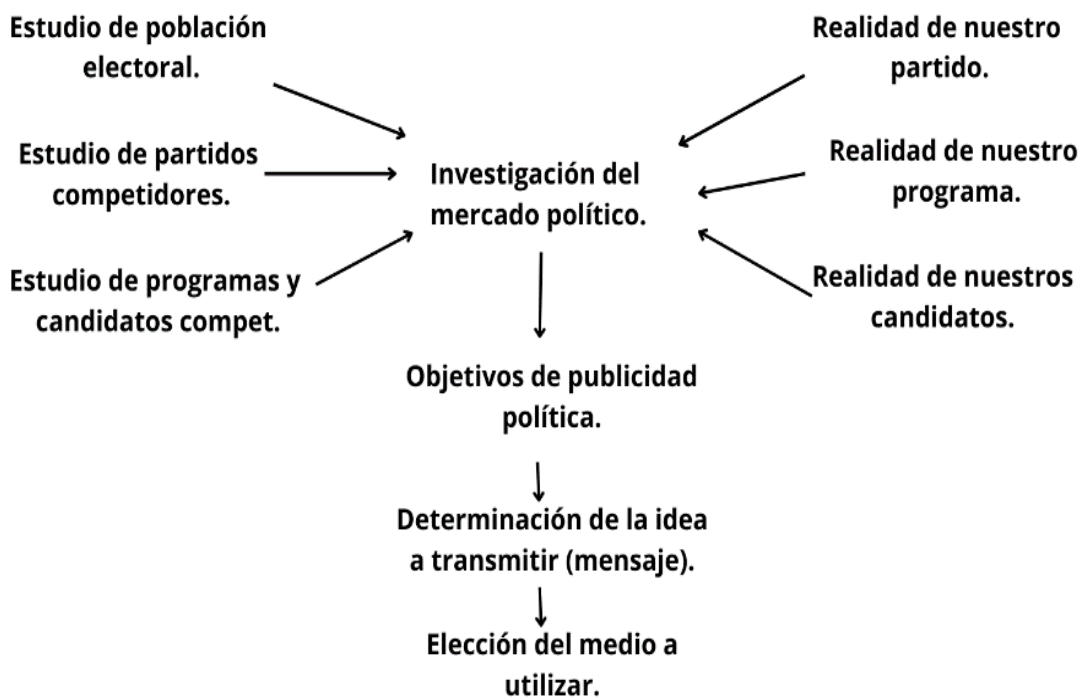 Estudio de población
electoral.
Estudio de partidos
competidores.
Estudio de programas y
candidatos compet.
Investigación del
mercado político.
Realidad de nuestro
partido.
Realidad de nuestro
programa.
Realidad de nuestros
candidatos.
Objetivos de publicidad
política.
Determinación de la idea
a transmitir (mensaje).
Elección del medio a
utilizar.